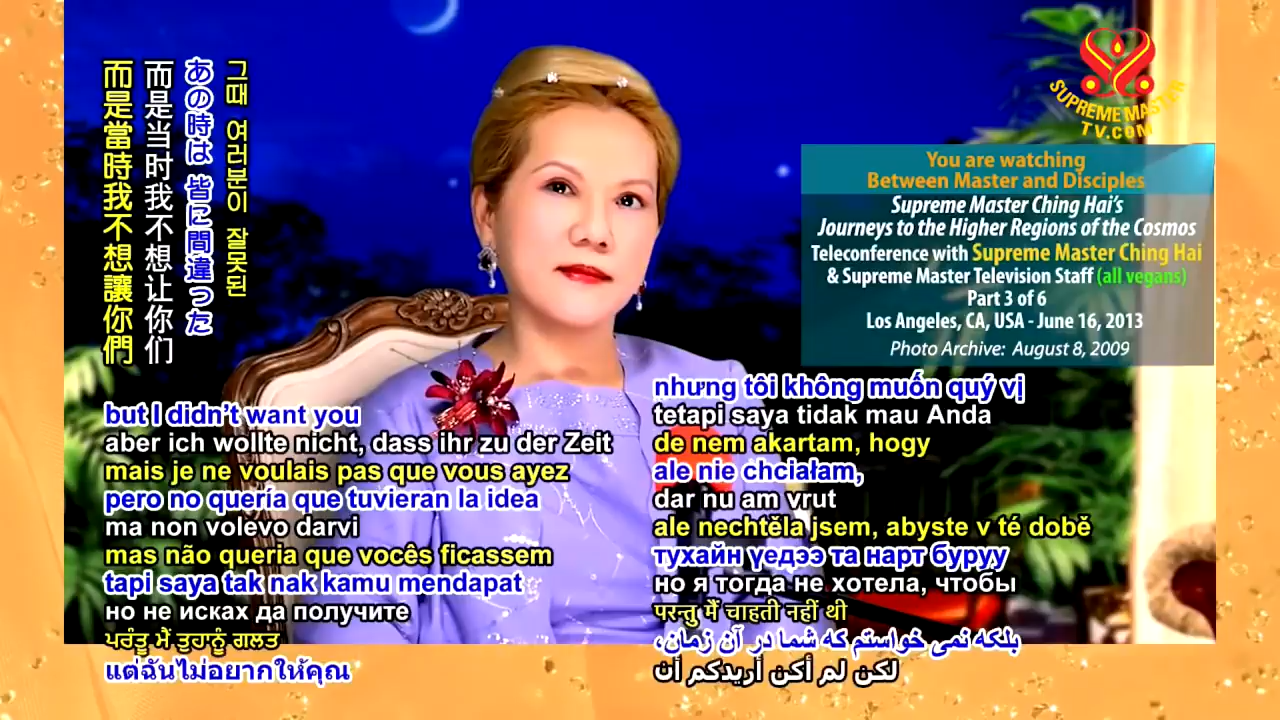 그때 여러분이 잘못된
あの時は 皆に間違った
而是当时我不想让你们
而是當時我不想讓你們
SUPREME MASTER
TV.COM
You are watching
Between Master and Disciples
Supreme Master Ching Hai's
Journeys to the Higher Regions of the Cosmos
Teleconference with Supreme Master Ching Hai
& Supreme Master Television Staff (all vegans)
Part 3 of 6
Los Angeles, CA, USA - June 16, 2013
Photo Archive: August 8, 2009
but I didn't want you
aber ich wollte nicht, dass ihr zu der Zeit
mais je ne voulais pas que vous ayez
pero no quería que tuvieran la idea
ma non volevo darvi
mas não queria que vocês ficassem
tapi saya tak nak kamu mendapat
но не исках да получите
ਪਰੰਤੂ ਮੈਂ ਤੁਹਾਨੂੰ ਗਲਤ
แต่ฉันไม่อยากให้คุณ
nhưng tôi không muốn quý vị
tetapi saya tidak mau Anda
de nem akartam, hogy
ale nie chciałam,
dar nu am vrut
ale nechtěla jsem, abyste v té době
тухайн үедээ та нарт буруу
но я тогда не хотела, чтобы
परन्तु मैं चाहती नहीं थी
بلکه نمی خواستم که شما در آن زمان،
لكن لم أكن أريدكم أن